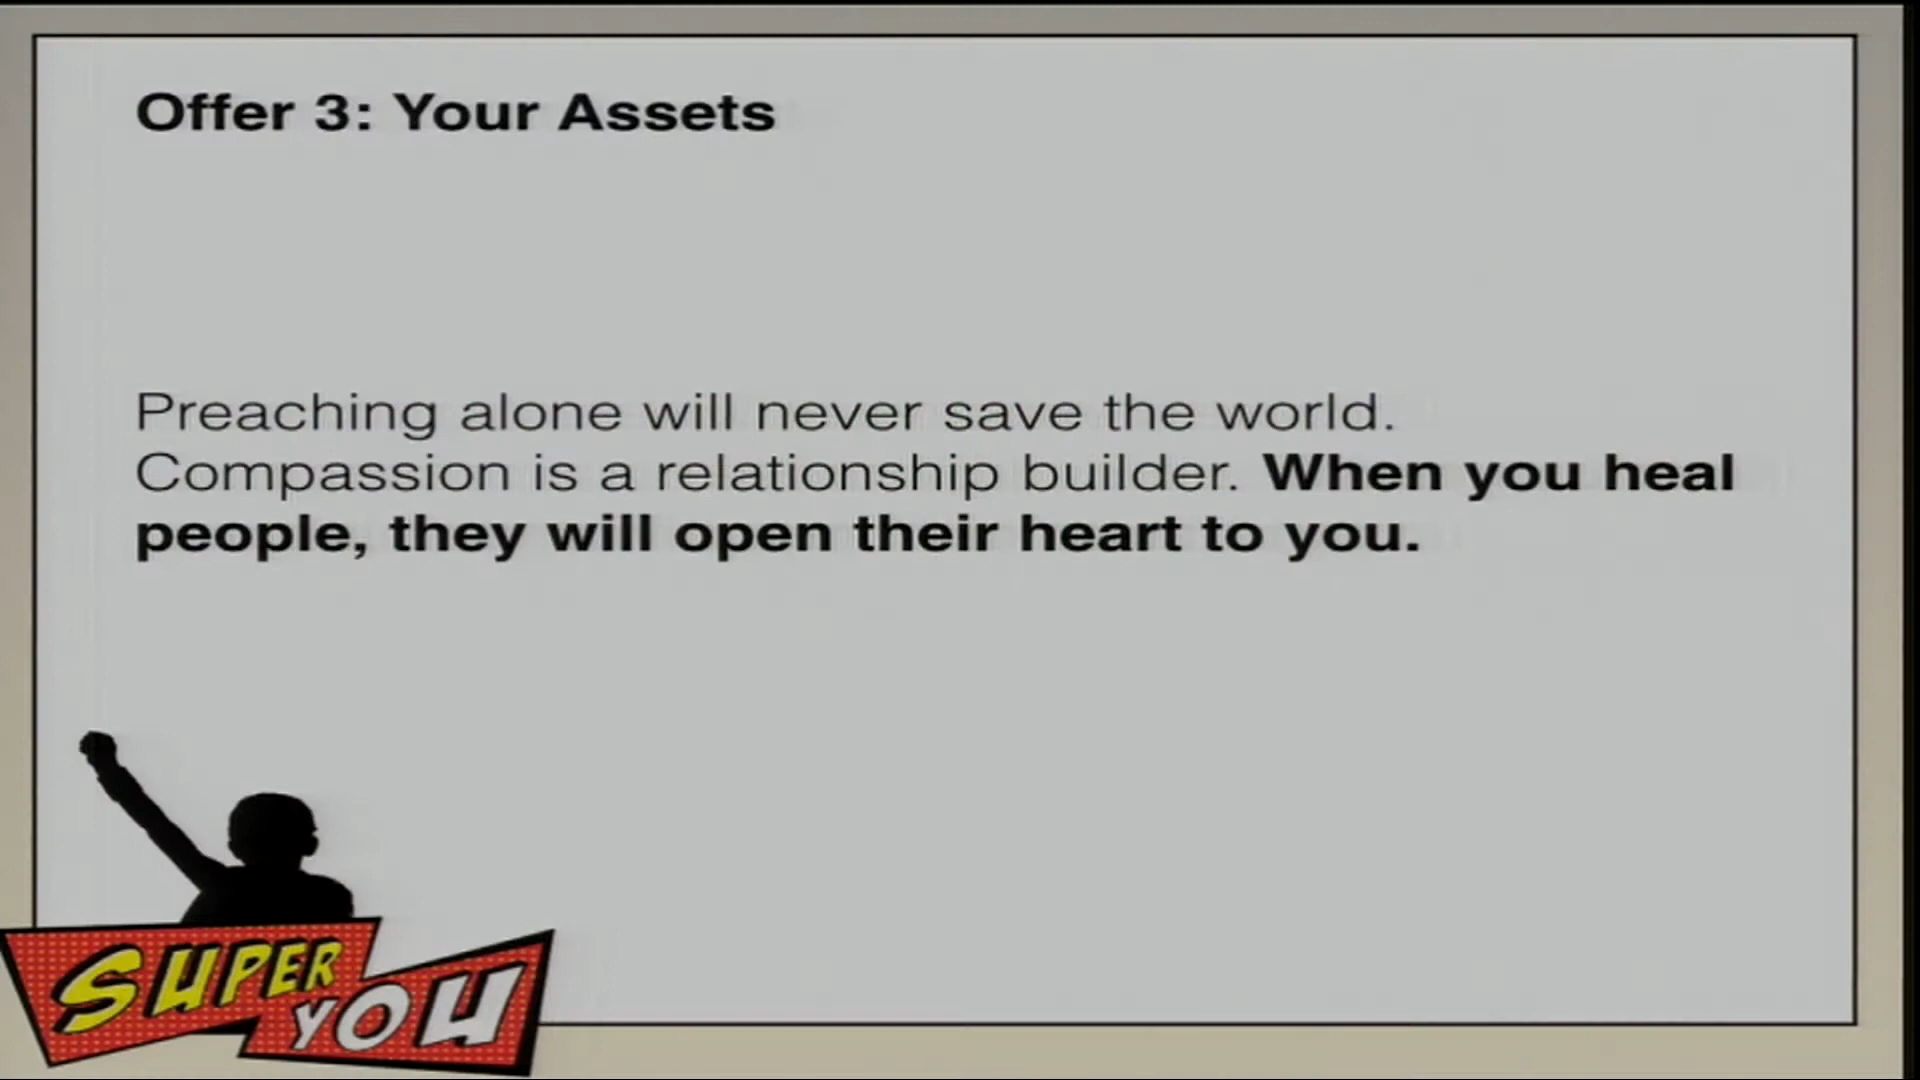 Offer 3: Your Assets
Preaching alone will never save the world.
Compassion is a relationship builder. When you heal
people, they will open their heart to you.
SUPER
YOU